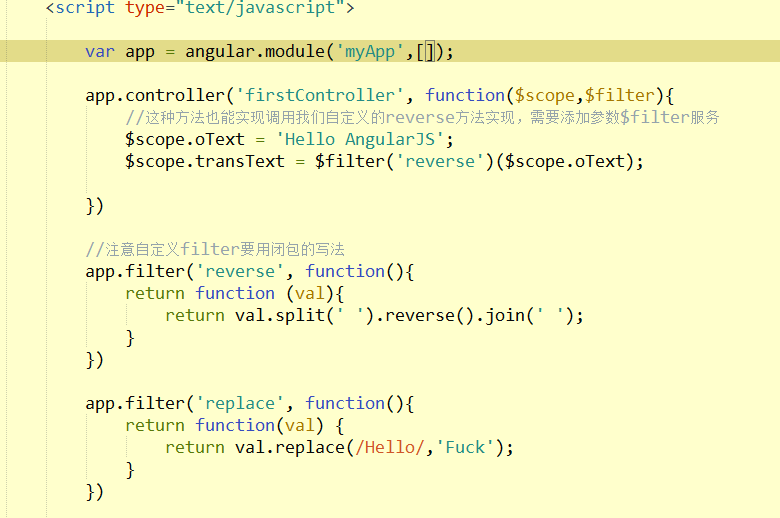 <script type="text/javascript">
var app = angular.module('myApp',[]);
app.controller('firstController', function($scope,$filter){
//这种方法也能实现调用我们自定义的reverse方法实现，需要添加参数$filter服务
$scope.oText = 'Hello AngularJS';
$scope.transText = $filter('reverse')($scope.oText);
})
//注意自定义filter要用闭包的写法
app.filter('reverse', function(){
return function (val){
return val.split(' ').reverse().join(' ');
}
})
app.filter('replace', function(){
return function(val) {
return val.replace(/Hello/,'Fuck');
}
})